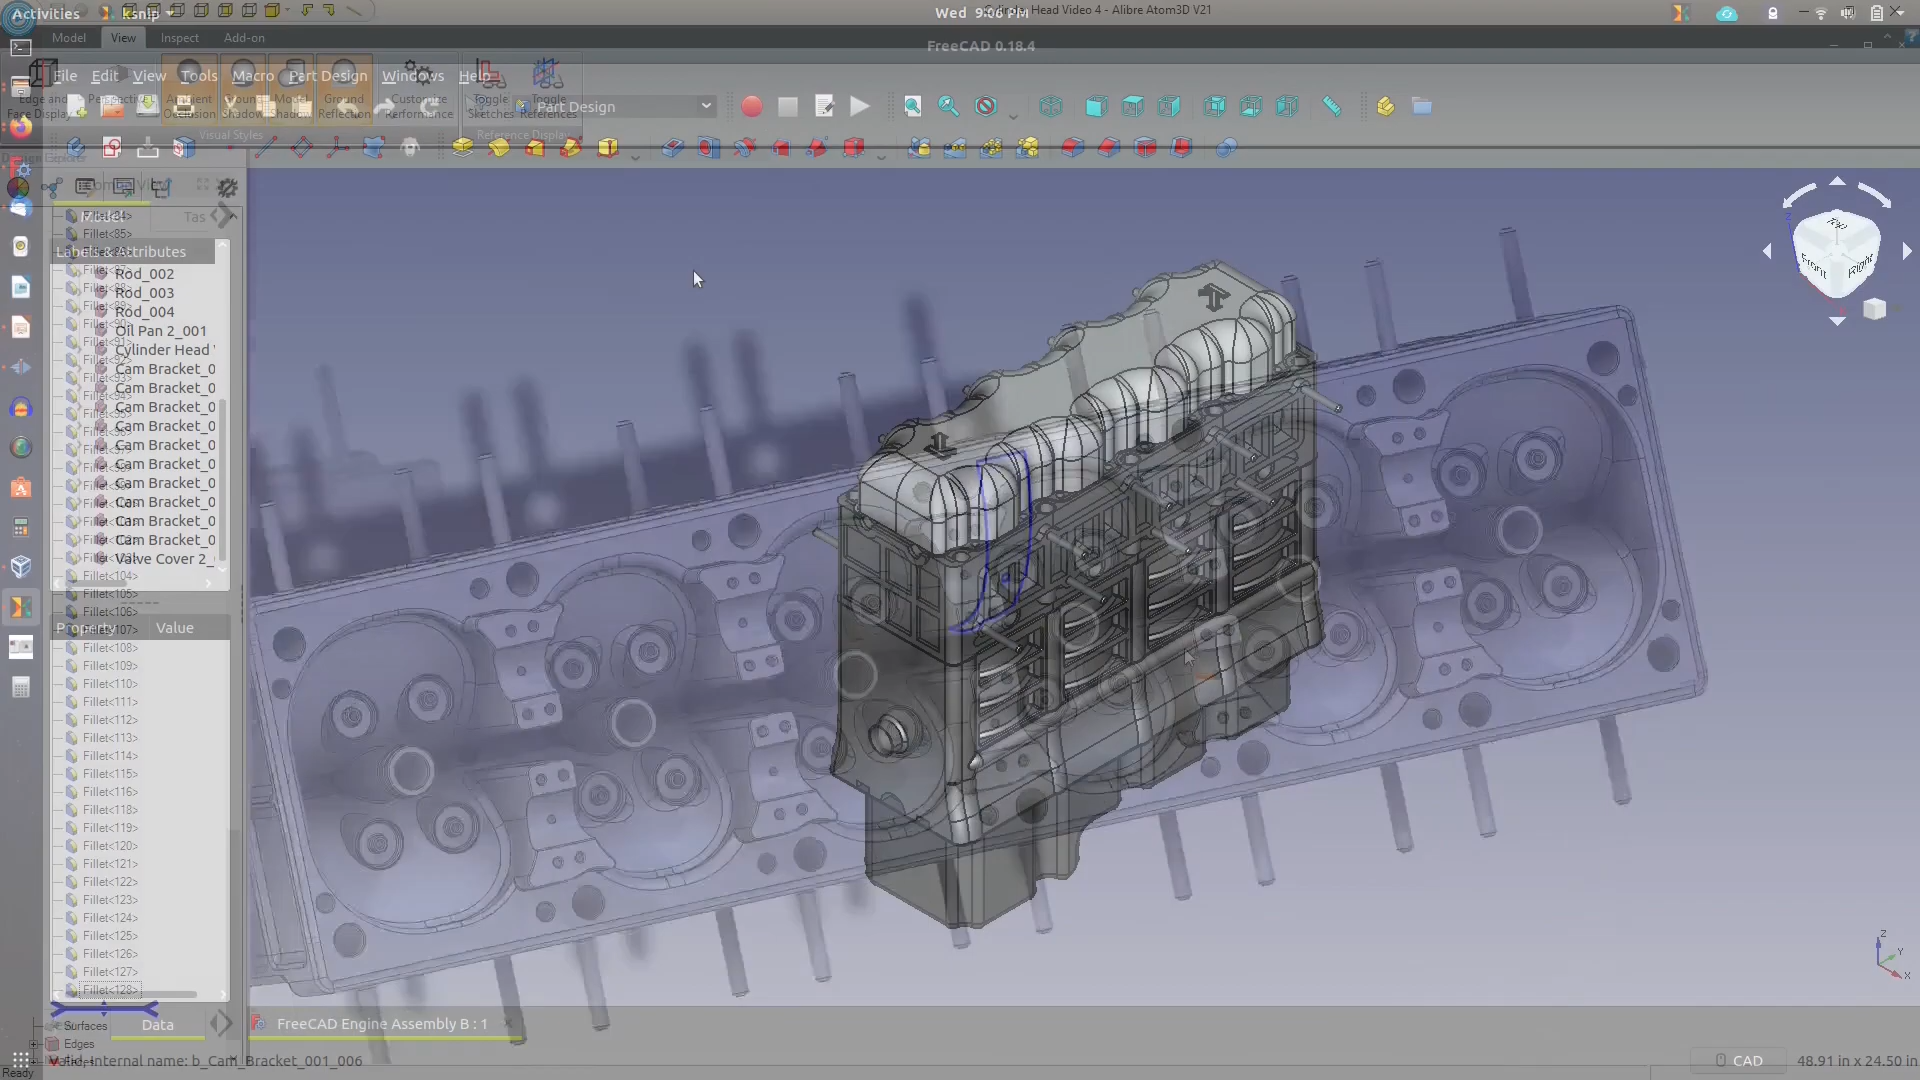 Activities
ksnip
Wed 9:06 PM
Head Video 4 - Alibre Atom3D V21
Model
View
Inspect
Add-on
FreeCAD 0.18.4
File
Edit
View
Tools
Macro
Part Design
Windows
Help
Edge and
Face Display
Perspective
Ambient
Occlusion
Ground
Shadow
Model
Shadow
Ground
Reflection
Customize
Performance
Toggle
Sketches
Toggle
References
Part Design
Visual Styles
Reference Display
Tas
Fillet<84>
Fillet<85>
Labels & Attributes
Rod_002
Rod_003
Rod_004
Oil Pan 2_001
Cylinder Head
Cam Bracket_0
Cam Bracket_0
Cam Bracket_0
Cam Bracket_0
Cam Bracket_0
Cam Bracket_0
Cam Bracket_0
Cam Bracket_0
Cam Bracket_0
Cam Bracket_0
Valve Cover 2_
Fillet<104>
Fillet<105>
Fillet<106>
Property
Value
Fillet<107>
Fillet<108>
Fillet<109>
Fillet<110>
Fillet<111>
Fillet<112>
Fillet<113>
Fillet<114>
Fillet<115>
Fillet<116>
Fillet<118>
Fillet<119>
Fillet<120>
Fillet<121>
Fillet<122>
Fillet<123>
Fillet<124>
Fillet<125>
Fillet<126>
Fillet<127>
Fillet<128>
Surfaces
Data
FreeCAD Engine Assembly B : 1
Edges
Valid, Internal name: b_Cam_Bracket_001_006
Ready
CAD
48.91 in x 24.50 in
Top
Front
Right
Z
Y
X